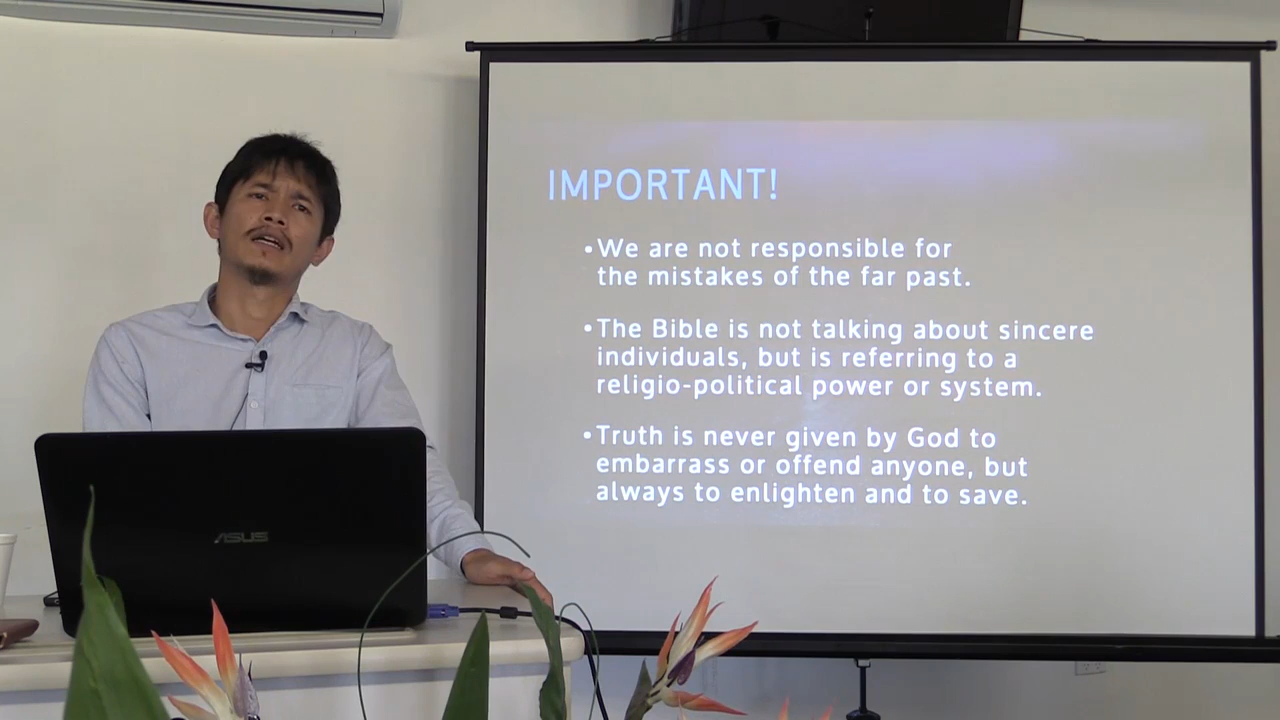 IMPORTANT!
•We are not responsible for
the mistakes of the far past.
•The Bible is not talking about sincere
individuals, but is referring to a
religio-political power or system.
•Truth is never given by God to
embarrass or offend anyone, but
always to enlighten and to save.
ASUS